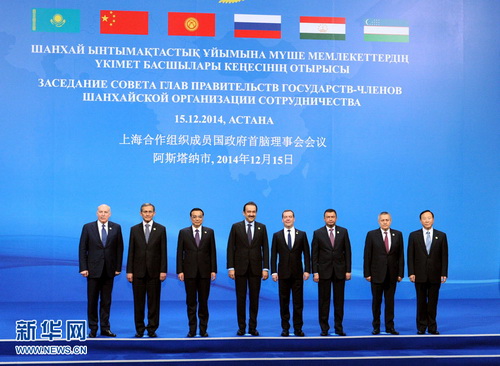 ШАНХАЙ ЫНТЫМАҚТАСТЫҚ ҰЙЫМЫНА МҮШЕ МЕМЛЕКЕТТЕРДІҢ
ҮКІМЕТ БАСШЫЛАРЫ КЕҢЕСІНІҢ ОТЫРЫСЫ
ЗАСЕДАНИЕ СОВЕТА ГЛАВ ПРАВИТЕЛЬСТВ ГОСУДАРСТВ-ЧЛЕНОВ
ШАНХАЙСКОЙ ОРГАНИЗАЦИИ СОТРУДНИЧЕСТВА
15.12.2014, АСТАНА
上海合作组织成员国政府首脑理事会会议
阿斯塔纳市, 2014年12月15日
新华网
WWW.NEWS.CN